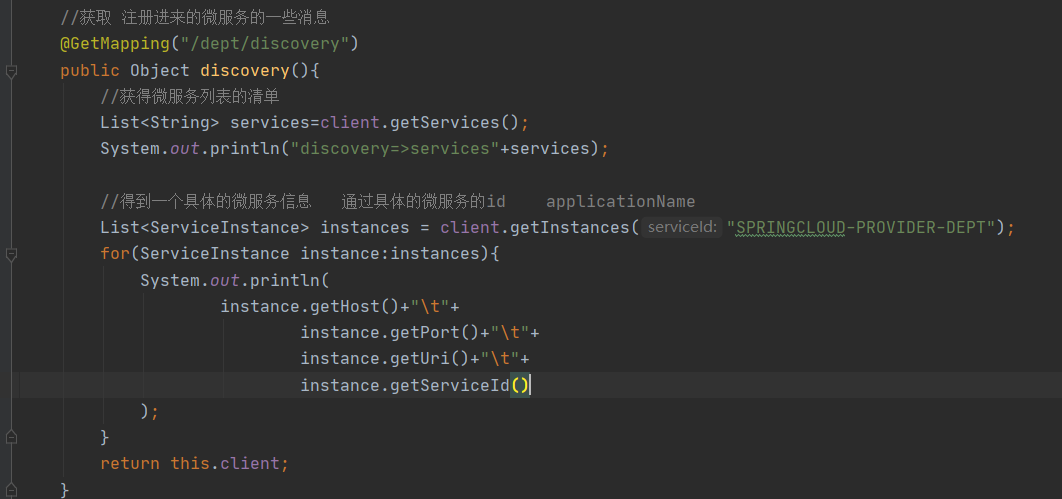 //获取 注册进来的微服务的一些消息
@GetMapping("/dept/discovery")
public Object discovery(){
//获得微服务列表的清单
List<String> services=client.getServices();
System.out.println("discovery=>services"+services);
//得到一个具体的微服务信息 通过具体的微服务的id applicationName
List<ServiceInstance> instances = client.getInstances( serviceId: "SPRINGCLOUD-PROVIDER-DEPT");
for(ServiceInstance instance:instances){
System.out.println(
instance.getHost()+"\t"+
instance.getPort()+"\t"+
instance.getUri()+"\t"+
instance.getServiceId()
);
}
return this.client;
}